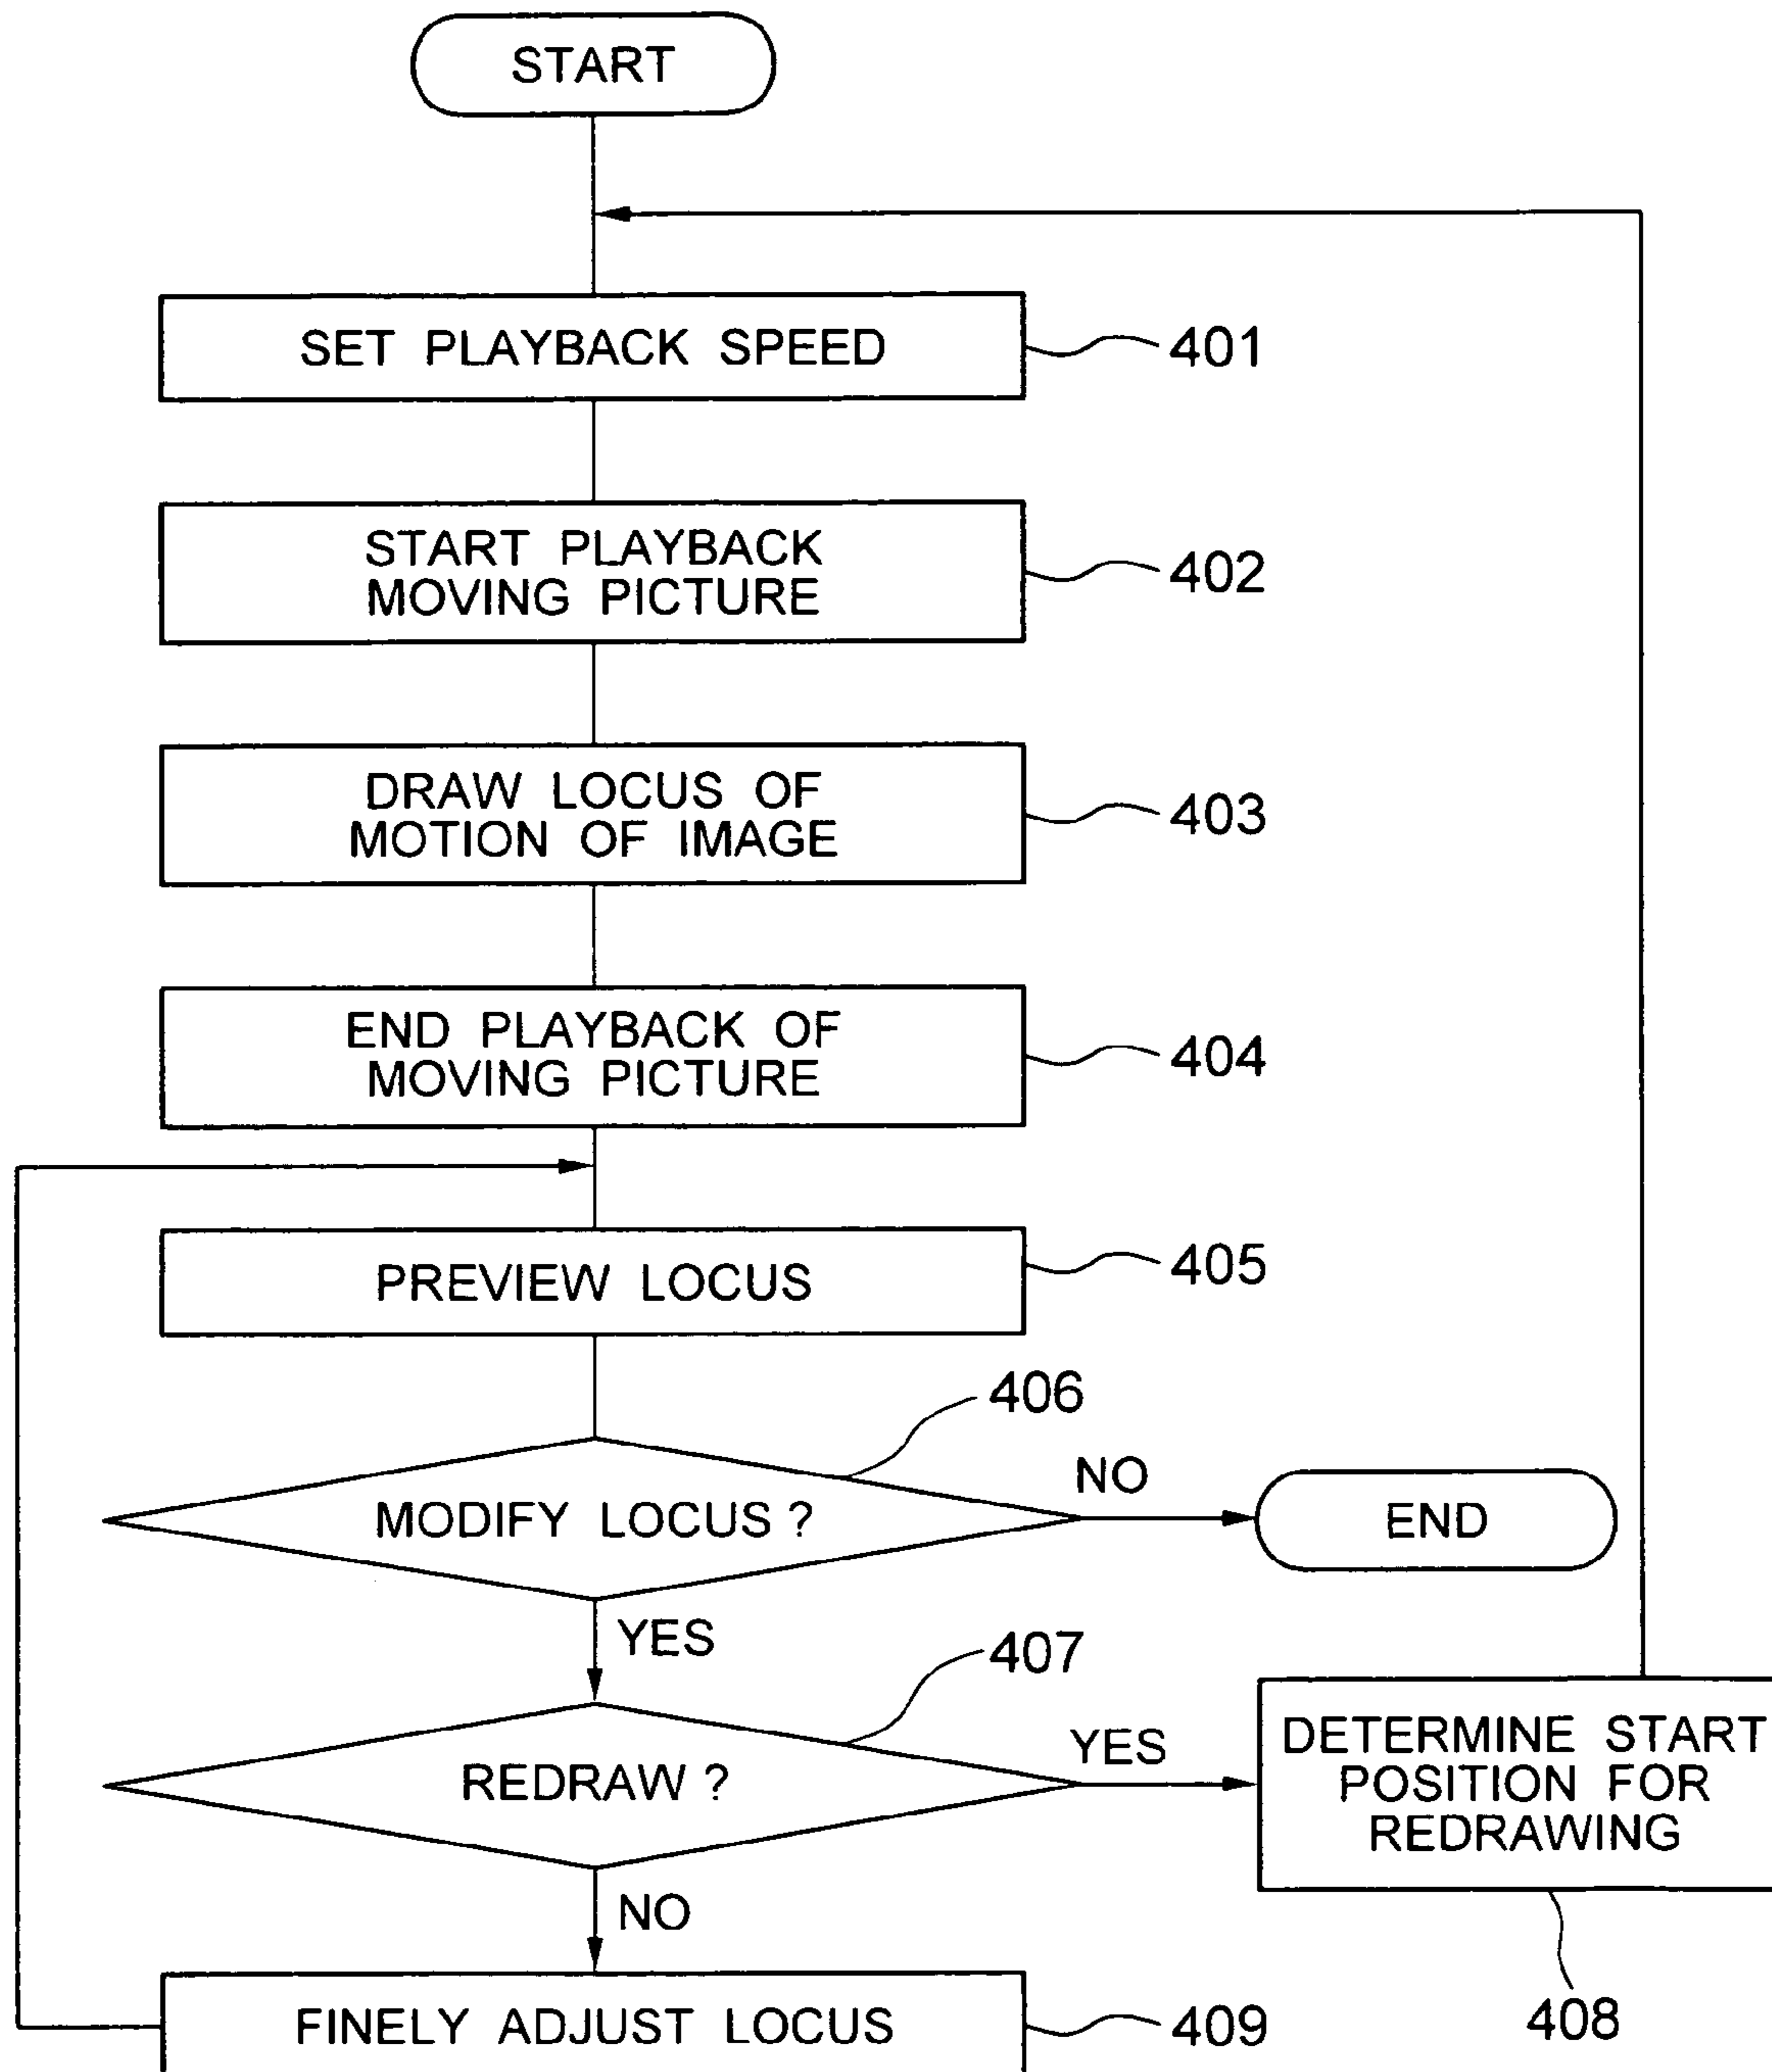 START
SET PLAYBACK SPEED
401
START PLAYBACK
MOVING PICTURE
402
DRAW LOCUS OF
MOTION OF IMAGE
403
END PLAYBACK OF
MOVING PICTURE
404
PREVIEW LOCUS
405
406
MODIFY LOCUS ?
NO
END
YES
407
REDRAW ?
YES
DETERMINE START
POSITION FOR
REDRAWING
408
NO
FINELY ADJUST LOCUS
409